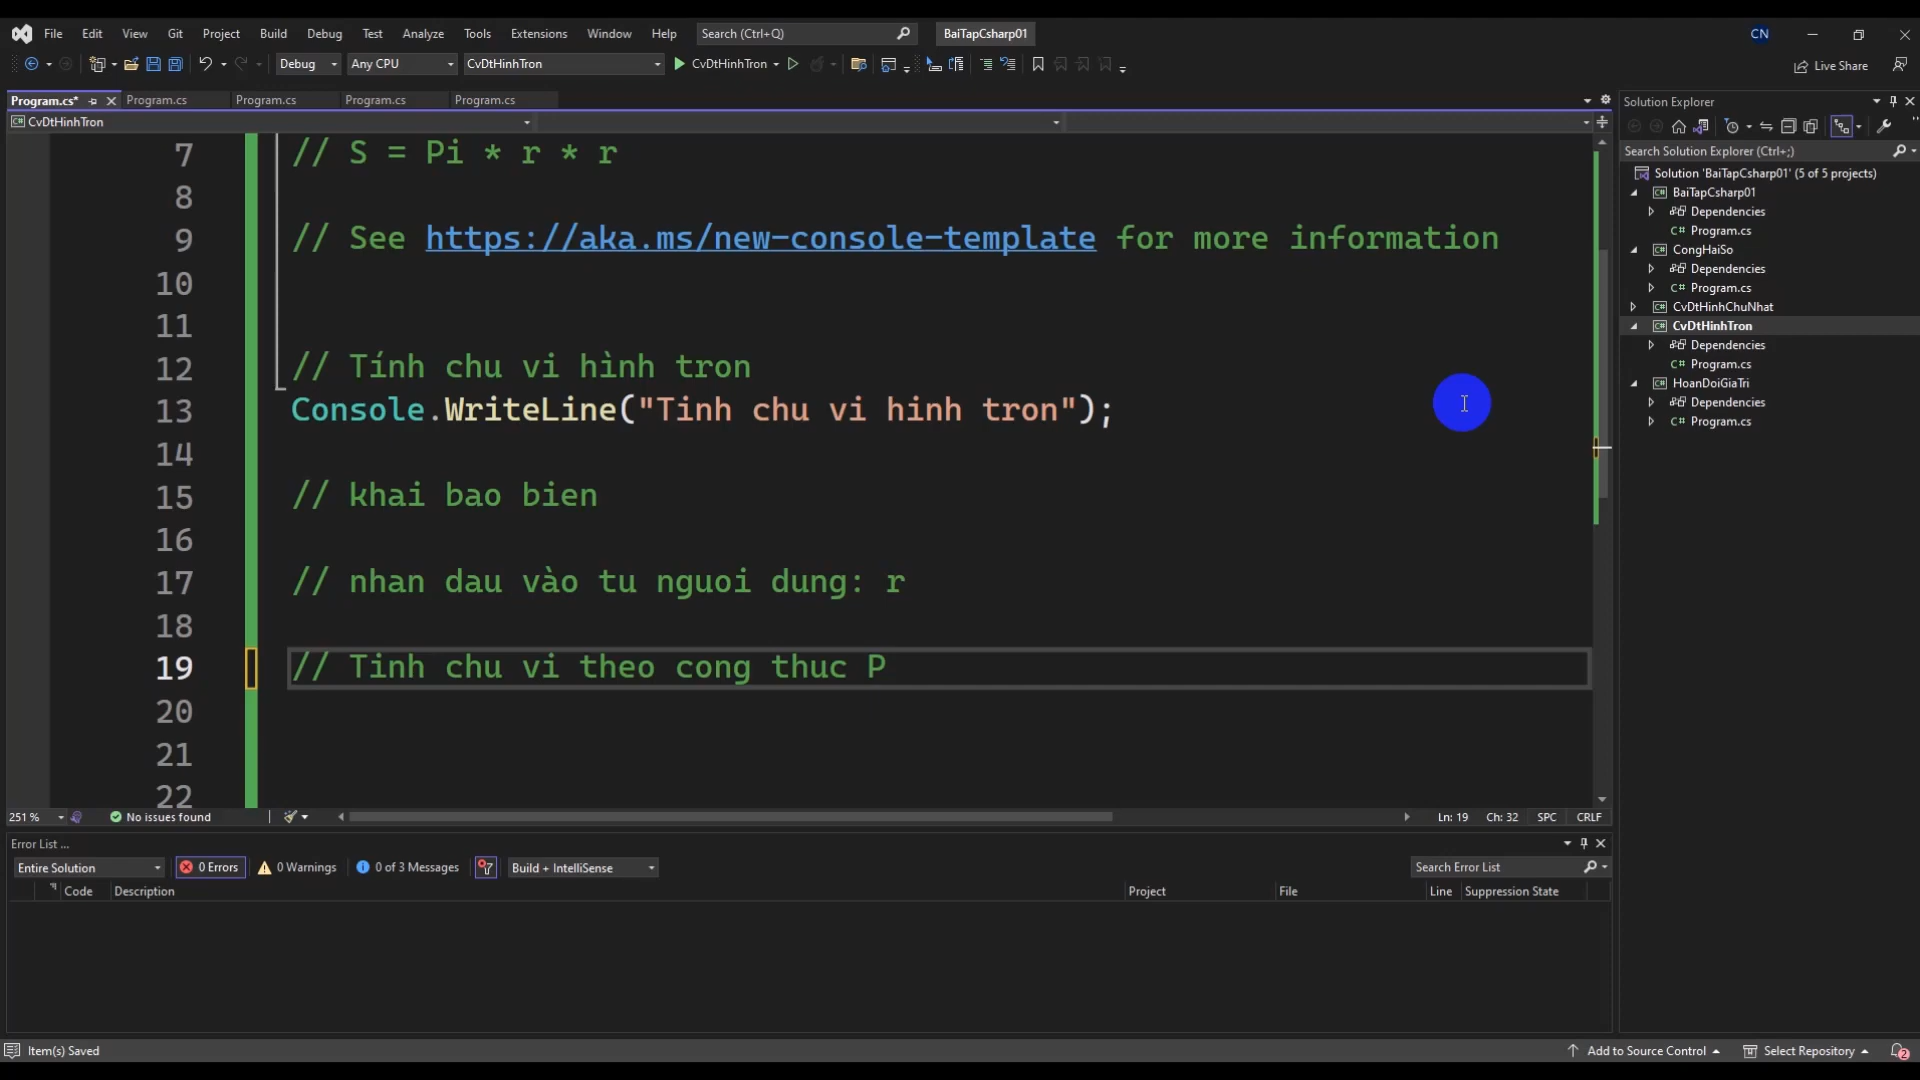 File Edit View Git Project Build Debug Test Analyze Tools Extensions Window Help Search (Ctrl+Q) BaiTapCsharp01 CN
Debug Any CPU CvDtHinhTron CvDtHinhTron Live Share
Program.cs* Program.cs Program.cs Program.cs Program.cs
CvDtHinhTron
7 // S = Pi * r * r
8
9 // See https://aka.ms/new-console-template for more information
10
11
12 // Tính chu vi hình tron
13 Console.WriteLine("Tinh chu vi hinh tron");
14
15 // khai bao bien
16
17 // nhan dau vào tu nguoi dung: r
18
19 // Tinh chu vi theo cong thuc P
20
21
22
251 % No issues found Ln: 19 Ch: 32 SPC CRLF
Error List ...
Entire Solution 0 Errors 0 Warnings 0 of 3 Messages Build + IntelliSense Search Error List
Code Description Project File Line Suppression State
Item(s) Saved Add to Source Control Select Repository 2
Solution Explorer
Search Solution Explorer (Ctrl+;)
Solution 'BaiTapCsharp01' (5 of 5 projects)
C# BaiTapCsharp01
Dependencies
C# Program.cs
C# CongHaiSo
Dependencies
C# Program.cs
C# CvDtHinhChuNhat
C# CvDtHinhTron
Dependencies
C# Program.cs
C# HoanDoiGiaTri
Dependencies
C# Program.cs